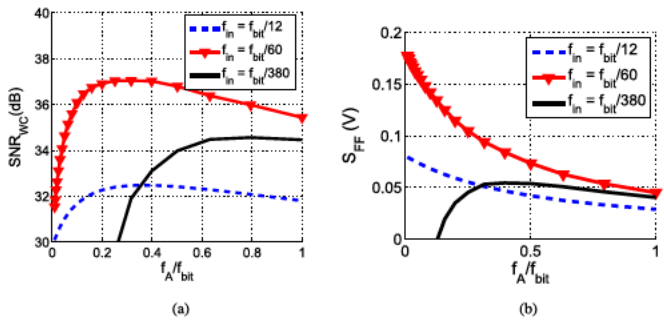 40
38
36
34
32
30
0
0.2
0.4
0.6
0.8
1
SNR_WC(dB)
f_A/f_bit
f_in = f_bit/12
f_in = f_bit/60
f_in = f_bit/380
(a)
0.2
0.15
0.1
0.05
0
0
0.5
1
S_FF (V)
f_A/f_bit
f_in = f_bit/12
f_in = f_bit/60
f_in = f_bit/380
(b)